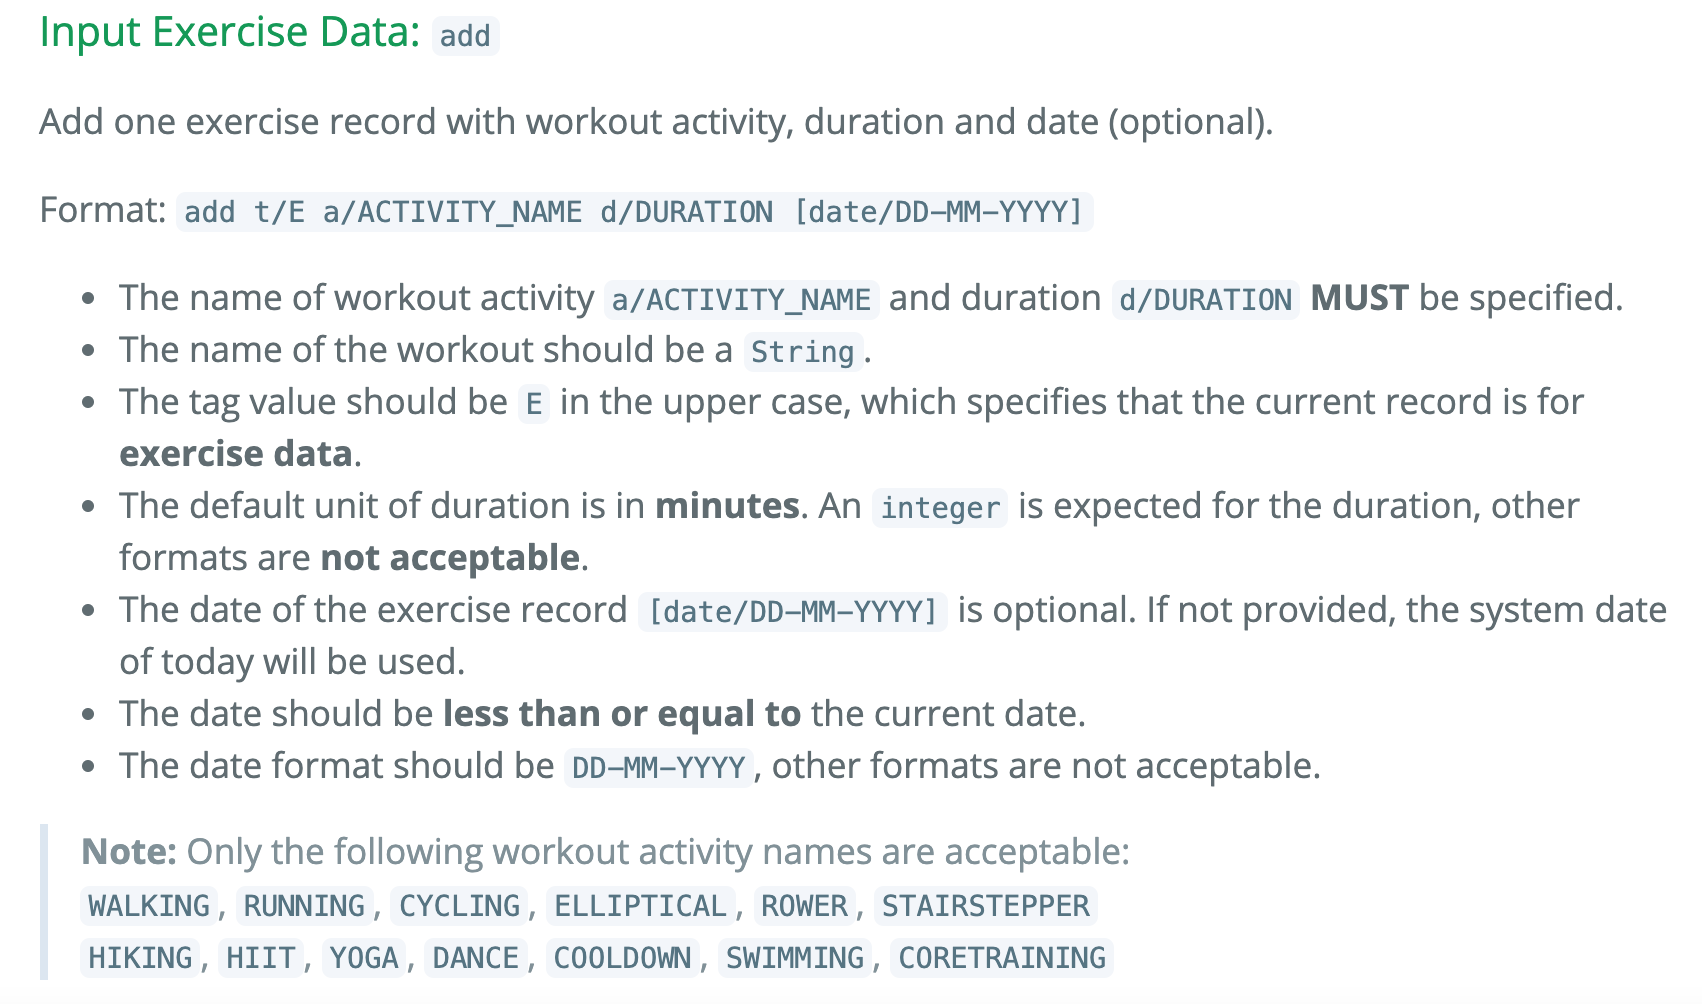 Input Exercise Data: add
Add one exercise record with workout activity, duration and date (optional).
Format: add t/E a/ACTIVITY_NAME d/DURATION [date/DD-MM-YYYY]
• The name of workout activity a/ACTIVITY_NAME and duration d/DURATION MUST be specified.
• The name of the workout should be a String.
• The tag value should be E in the upper case, which specifies that the current record is for
exercise data.
• The default unit of duration is in minutes. An integer is expected for the duration, other
formats are not acceptable.
• The date of the exercise record [date/DD-MM-YYYY] is optional. If not provided, the system date
of today will be used.
• The date should be less than or equal to the current date.
• The date format should be DD-MM-YYYY, other formats are not acceptable.
Note: Only the following workout activity names are acceptable:
WALKING, RUNNING, CYCLING, ELLIPTICAL, ROWER, STAIRSTEPPER
HIKING, HIIT, YOGA, DANCE, COOLDOWN, SWIMMING, CORETRAINING